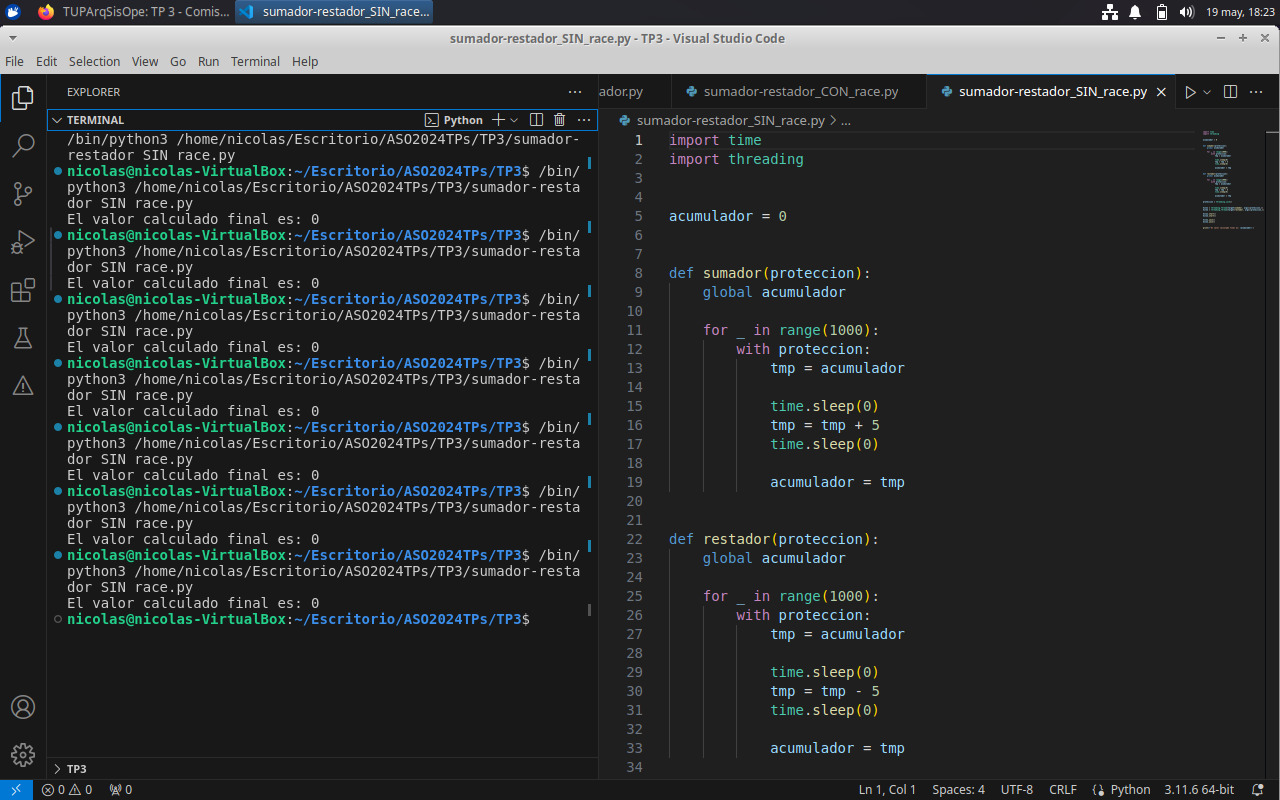 TUPArqSisOpe: TP 3 - Comis...
sumador-restador_SIN_race...
19 may, 18:23
sumador-restador_SIN_race.py - TP3 - Visual Studio Code
File Edit Selection View Go Run Terminal Help
EXPLORER
TERMINAL
Python
/bin/python3 /home/nicolas/Escritorio/ASO2024TPs/TP3/sumador-
restador SIN race.py
nicolas@nicolas-VirtualBox:~/Escritorio/ASO2024TPs/TP3$ /bin/
python3 /home/nicolas/Escritorio/ASO2024TPs/TP3/sumador-resta
dor SIN race.py
El valor calculado final es: 0
nicolas@nicolas-VirtualBox:~/Escritorio/ASO2024TPs/TP3$ /bin/
python3 /home/nicolas/Escritorio/ASO2024TPs/TP3/sumador-resta
dor SIN race.py
El valor calculado final es: 0
nicolas@nicolas-VirtualBox:~/Escritorio/ASO2024TPs/TP3$ /bin/
python3 /home/nicolas/Escritorio/ASO2024TPs/TP3/sumador-resta
dor SIN race.py
El valor calculado final es: 0
nicolas@nicolas-VirtualBox:~/Escritorio/ASO2024TPs/TP3$ /bin/
python3 /home/nicolas/Escritorio/ASO2024TPs/TP3/sumador-resta
dor SIN race.py
El valor calculado final es: 0
nicolas@nicolas-VirtualBox:~/Escritorio/ASO2024TPs/TP3$ /bin/
python3 /home/nicolas/Escritorio/ASO2024TPs/TP3/sumador-resta
dor SIN race.py
El valor calculado final es: 0
nicolas@nicolas-VirtualBox:~/Escritorio/ASO2024TPs/TP3$ /bin/
python3 /home/nicolas/Escritorio/ASO2024TPs/TP3/sumador-resta
dor SIN race.py
El valor calculado final es: 0
nicolas@nicolas-VirtualBox:~/Escritorio/ASO2024TPs/TP3$ /bin/
python3 /home/nicolas/Escritorio/ASO2024TPs/TP3/sumador-resta
dor SIN race.py
El valor calculado final es: 0
nicolas@nicolas-VirtualBox:~/Escritorio/ASO2024TPs/TP3$
TP3
ador.py
sumador-restador_CON_race.py
sumador-restador_SIN_race.py
sumador-restador_SIN_race.py > ...
1 import time
2 import threading
3
4
5 acumulador = 0
6
7
8 def sumador(proteccion):
9 global acumulador
10
11 for _ in range(1000):
12 with proteccion:
13 tmp = acumulador
14
15 time.sleep(0)
16 tmp = tmp + 5
17 time.sleep(0)
18
19 acumulador = tmp
20
21
22 def restador(proteccion):
23 global acumulador
24
25 for _ in range(1000):
26 with proteccion:
27 tmp = acumulador
28
29 time.sleep(0)
30 tmp = tmp - 5
31 time.sleep(0)
32
33 acumulador = tmp
34
0 0 0
Ln 1, Col 1 Spaces: 4 UTF-8 CRLF Python 3.11.6 64-bit